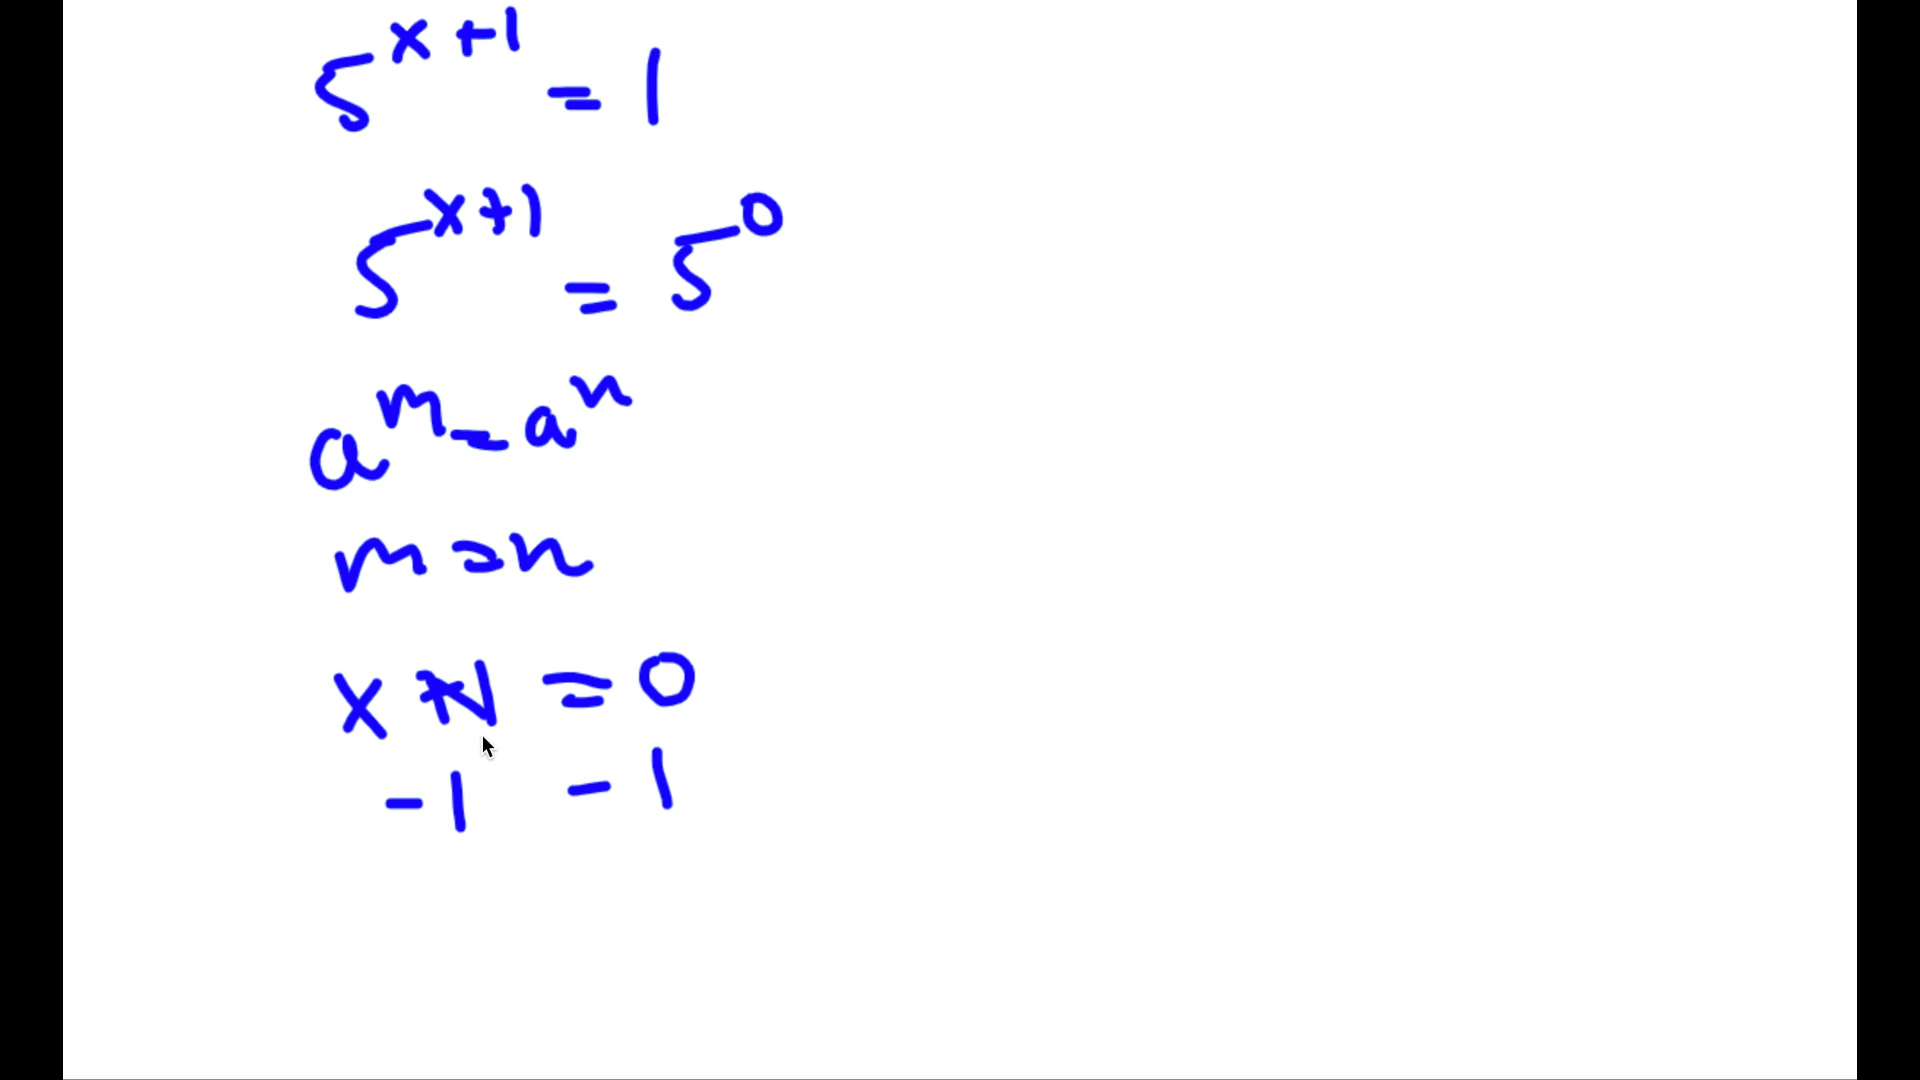 5^{x+1} = 1
5^{x+1} = 5^0
a^m = a^n
m = n
x + 1 = 0
- 1 - 1